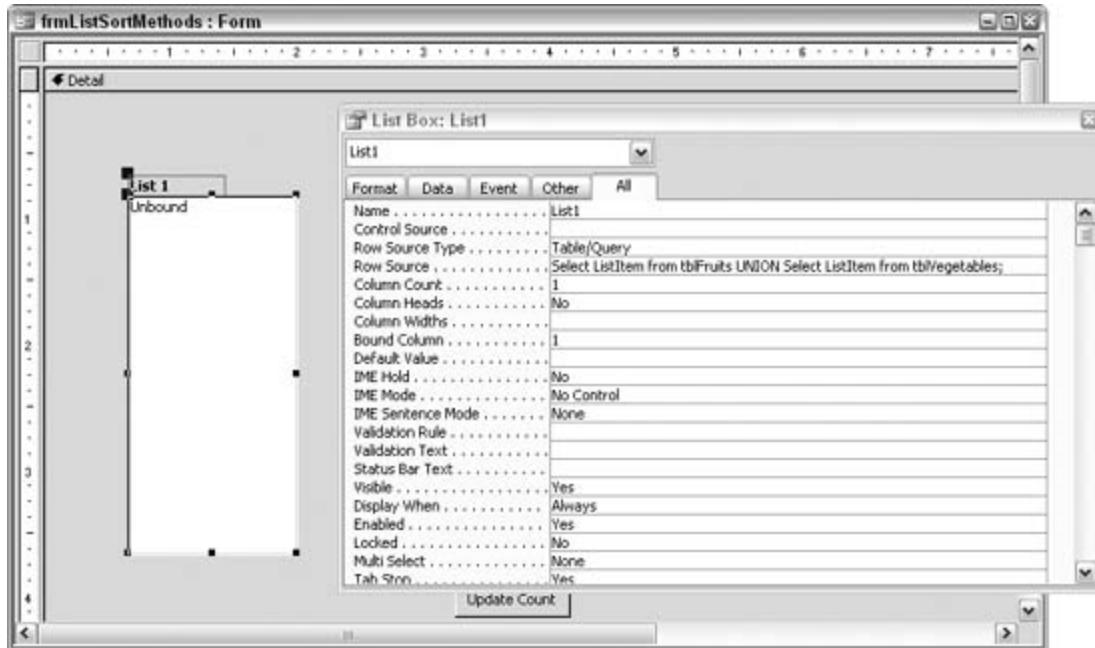 frmListSortMethods : Form
1 2 3 4 5 6 7
Detail
List Box: List1
List1
Format Data Event Other All
List 1
Unbound
Name . . . . . . . . . . . . . . . . . List1
Control Source . . . . . . . . . . .
Row Source Type . . . . . . . . . Table/Query
Row Source . . . . . . . . . . . . . Select ListItem from tblFruits UNION Select ListItem from tblVegetables;
Column Count . . . . . . . . . . . 1
Column Heads . . . . . . . . . . . No
Column Widths . . . . . . . . . . .
Bound Column . . . . . . . . . . . 1
Default Value . . . . . . . . . . . .
IME Hold . . . . . . . . . . . . . . . No
IME Mode . . . . . . . . . . . . . . No Control
IME Sentence Mode . . . . . . . None
Validation Rule . . . . . . . . . . .
Validation Text . . . . . . . . . . .
Status Bar Text . . . . . . . . . .
Visible . . . . . . . . . . . . . . . . . Yes
Display When . . . . . . . . . . . Always
Enabled . . . . . . . . . . . . . . . Yes
Locked . . . . . . . . . . . . . . . . No
Multi Select . . . . . . . . . . . . . None
Tab Stop . . . . . . . . . . . . . . Yes
1
2
3
4
Update Count